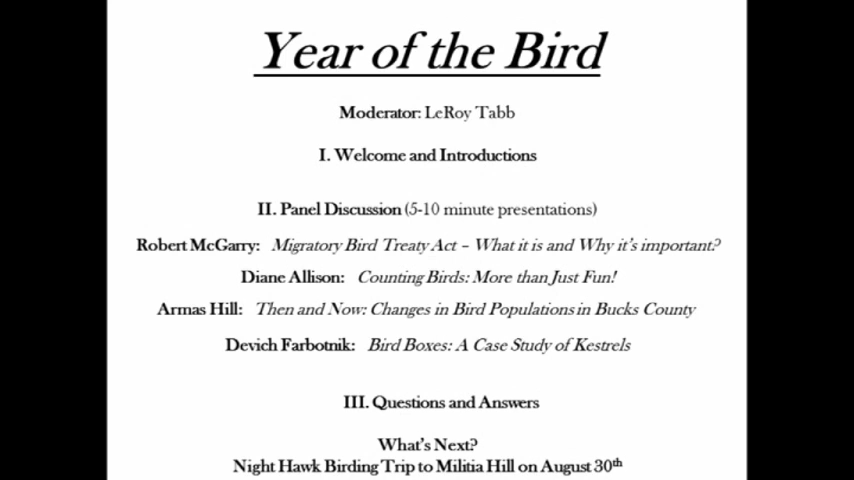 Year of the Bird
Moderator: LeRoy Tabb
I. Welcome and Introductions
II. Panel Discussion (5-10 minute presentations)
Robert McGarry: Migratory Bird Treaty Act – What it is and Why it's important?
Diane Allison: Counting Birds: More than Just Fun!
Armas Hill: Then and Now: Changes in Bird Populations in Bucks County
Devich Farbotnik: Bird Boxes: A Case Study of Kestrels
III. Questions and Answers
What's Next?
Night Hawk Birding Trip to Militia Hill on August 30th